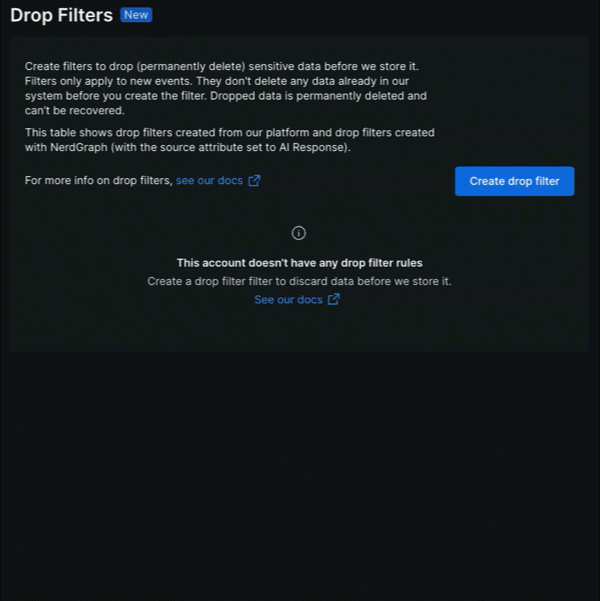 Drop Filters New
Create filters to drop (permanently delete) sensitive data before we store it.
Filters only apply to new events. They don't delete any data already in our
system before you create the filter. Dropped data is permanently deleted and
can't be recovered.
This table shows drop filters created from our platform and drop filters created
with NerdGraph (with the source attribute set to AI Response).
For more info on drop filters, see our docs
Create drop filter
This account doesn't have any drop filter rules
Create a drop filter filter to discard data before we store it.
See our docs